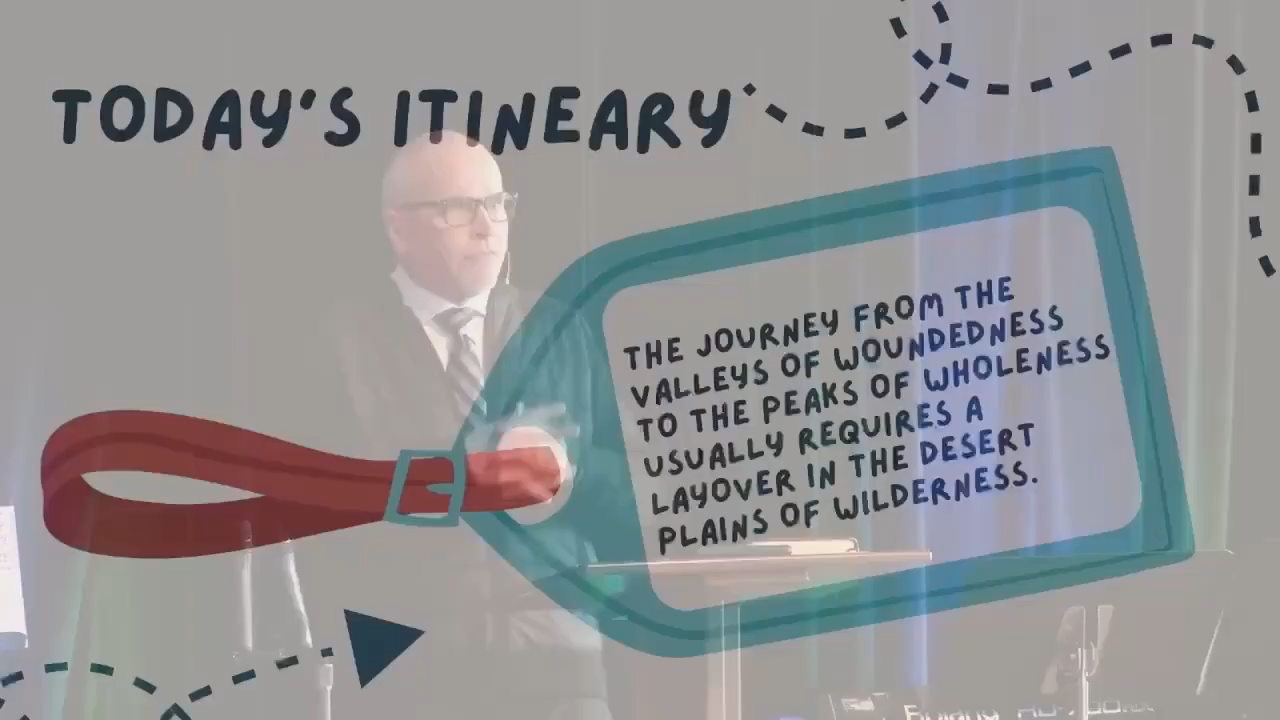 TODAY'S ITINEARY
THE JOURNEY FROM THE
VALLEYS OF WOUNDEDNESS
TO THE PEAKS OF WHOLENESS
USUALLY REQUIRES A
LAYOVER IN THE DESERT
PLAINS OF WILDERNESS.
Roland